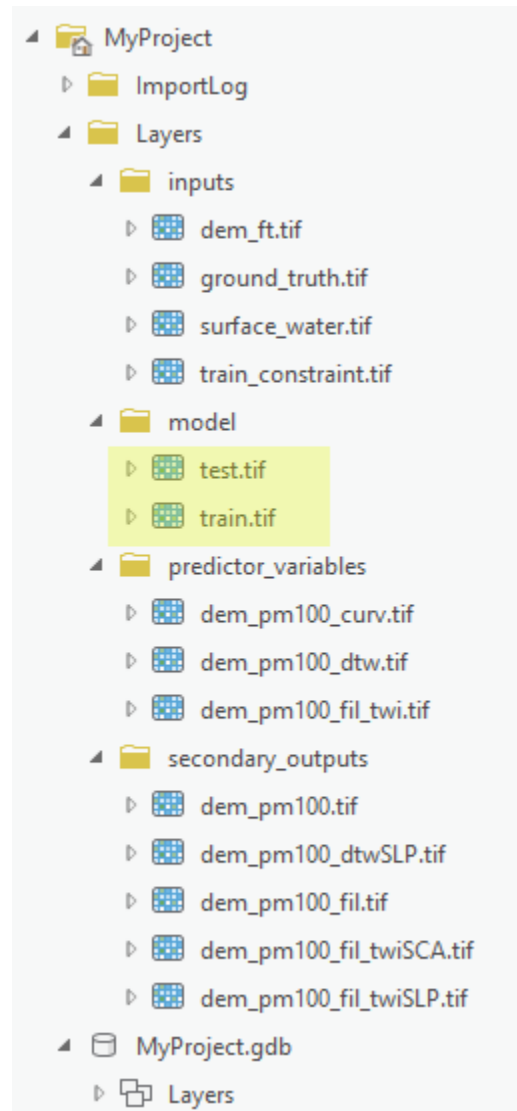 MyProject
ImportLog
Layers
inputs
dem_ft.tif
ground_truth.tif
surface_water.tif
train_constraint.tif
model
test.tif
train.tif
predictor_variables
dem_pm100_curv.tif
dem_pm100_dtw.tif
dem_pm100_fil_twi.tif
secondary_outputs
dem_pm100.tif
dem_pm100_dtwSLP.tif
dem_pm100_fil.tif
dem_pm100_fil_twiSCA.tif
dem_pm100_fil_twiSLP.tif
MyProject.gdb
Layers